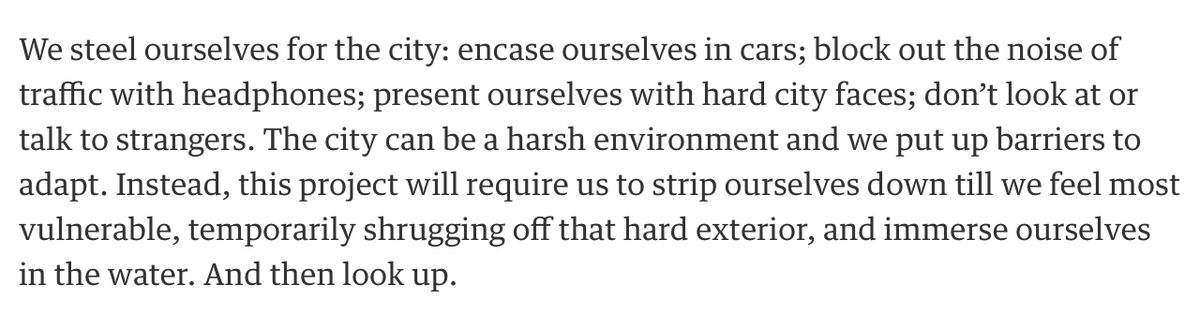 We steel ourselves for the city: encase ourselves in cars; block out the noise of
traffic with headphones; present ourselves with hard city faces; don’t look at or
talk to strangers. The city can be a harsh environment and we put up barriers to
adapt. Instead, this project will require us to strip ourselves down till we feel most
vulnerable, temporarily shrugging off that hard exterior, and immerse ourselves
in the water. And then look up.